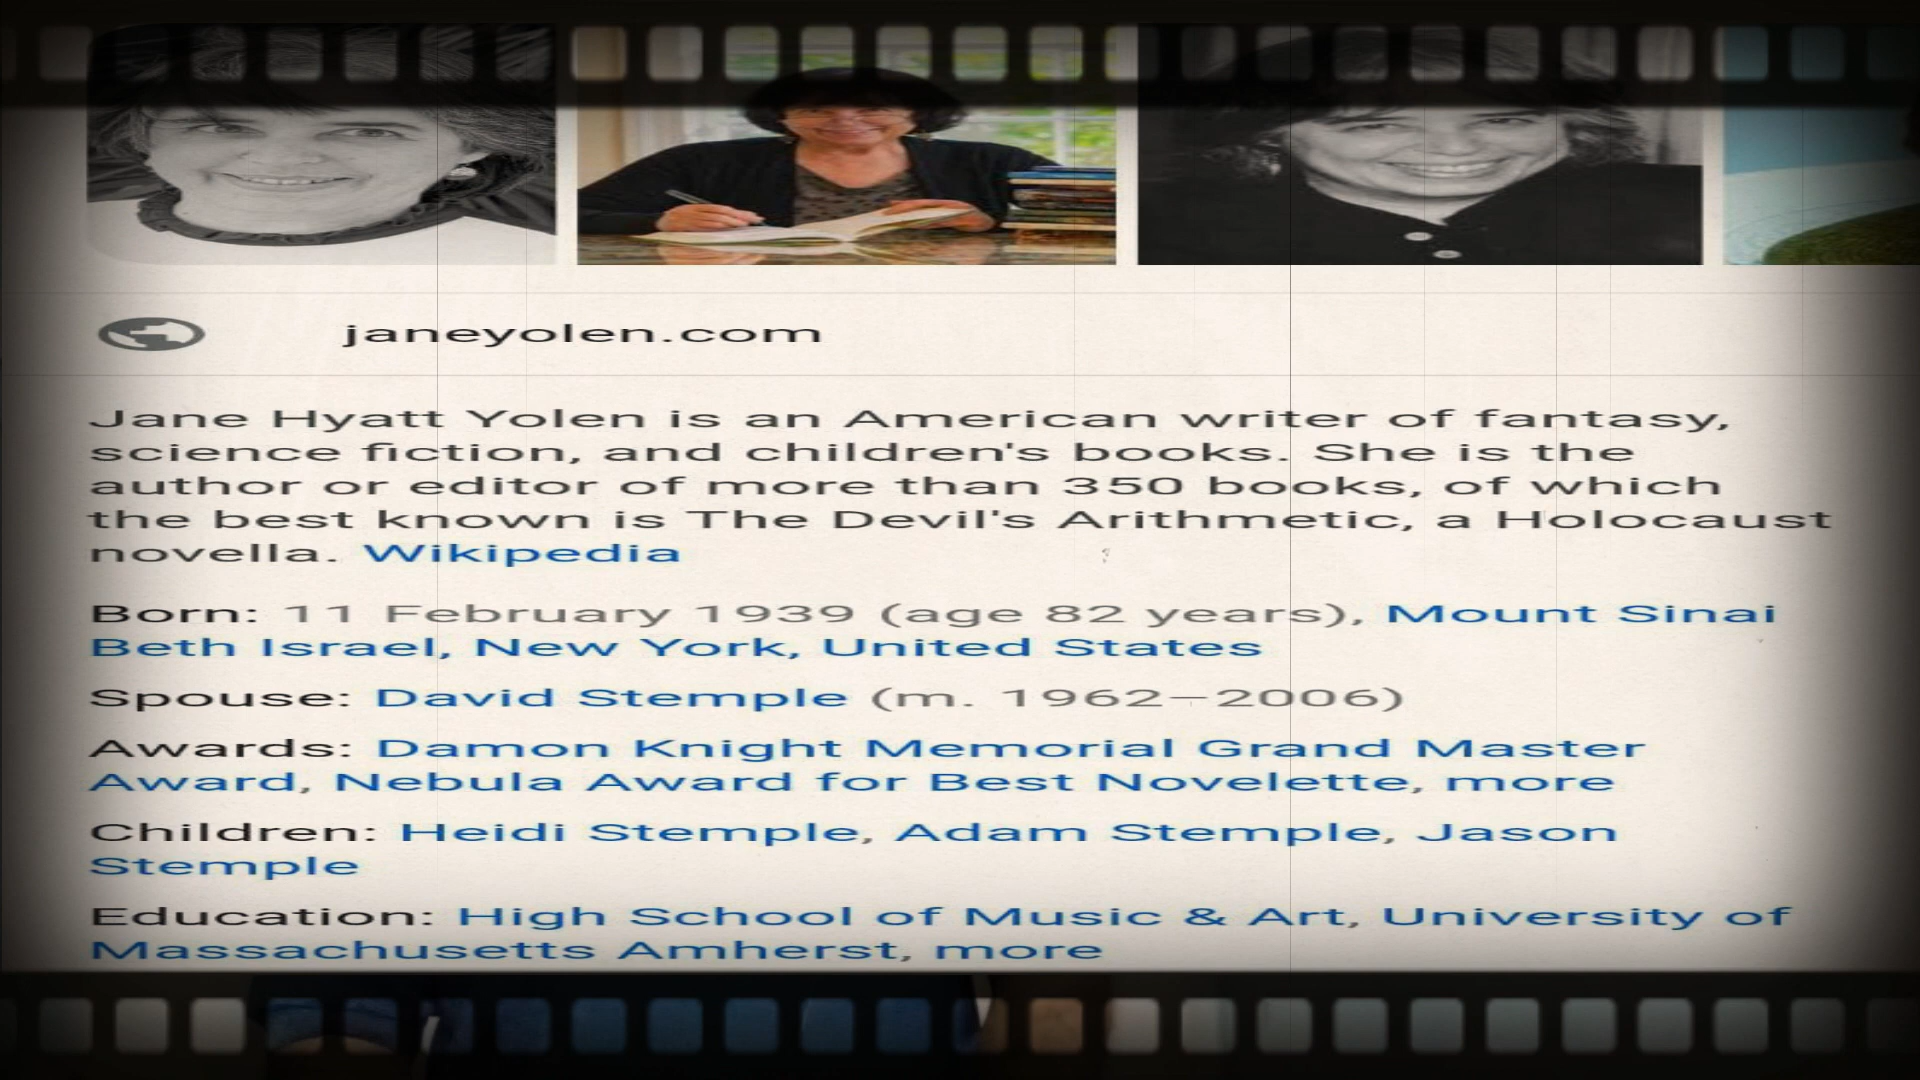 janeyolen.com
Jane Hyatt Yolen is an American writer of fantasy,
science fiction, and children's books. She is the
author or editor of more than 350 books, of which
the best known is The Devil's Arithmetic, a Holocaust
novella. Wikipedia
Born: 11 February 1939 (age 82 years), Mount Sinai
Beth Israel, New York, United States
Spouse: David Stemple (m. 1962–2006)
Awards: Damon Knight Memorial Grand Master
Award, Nebula Award for Best Novelette, more
Children: Heidi Stemple, Adam Stemple, Jason
Stemple
Education: High School of Music & Art, University of
Massachusetts Amherst, more